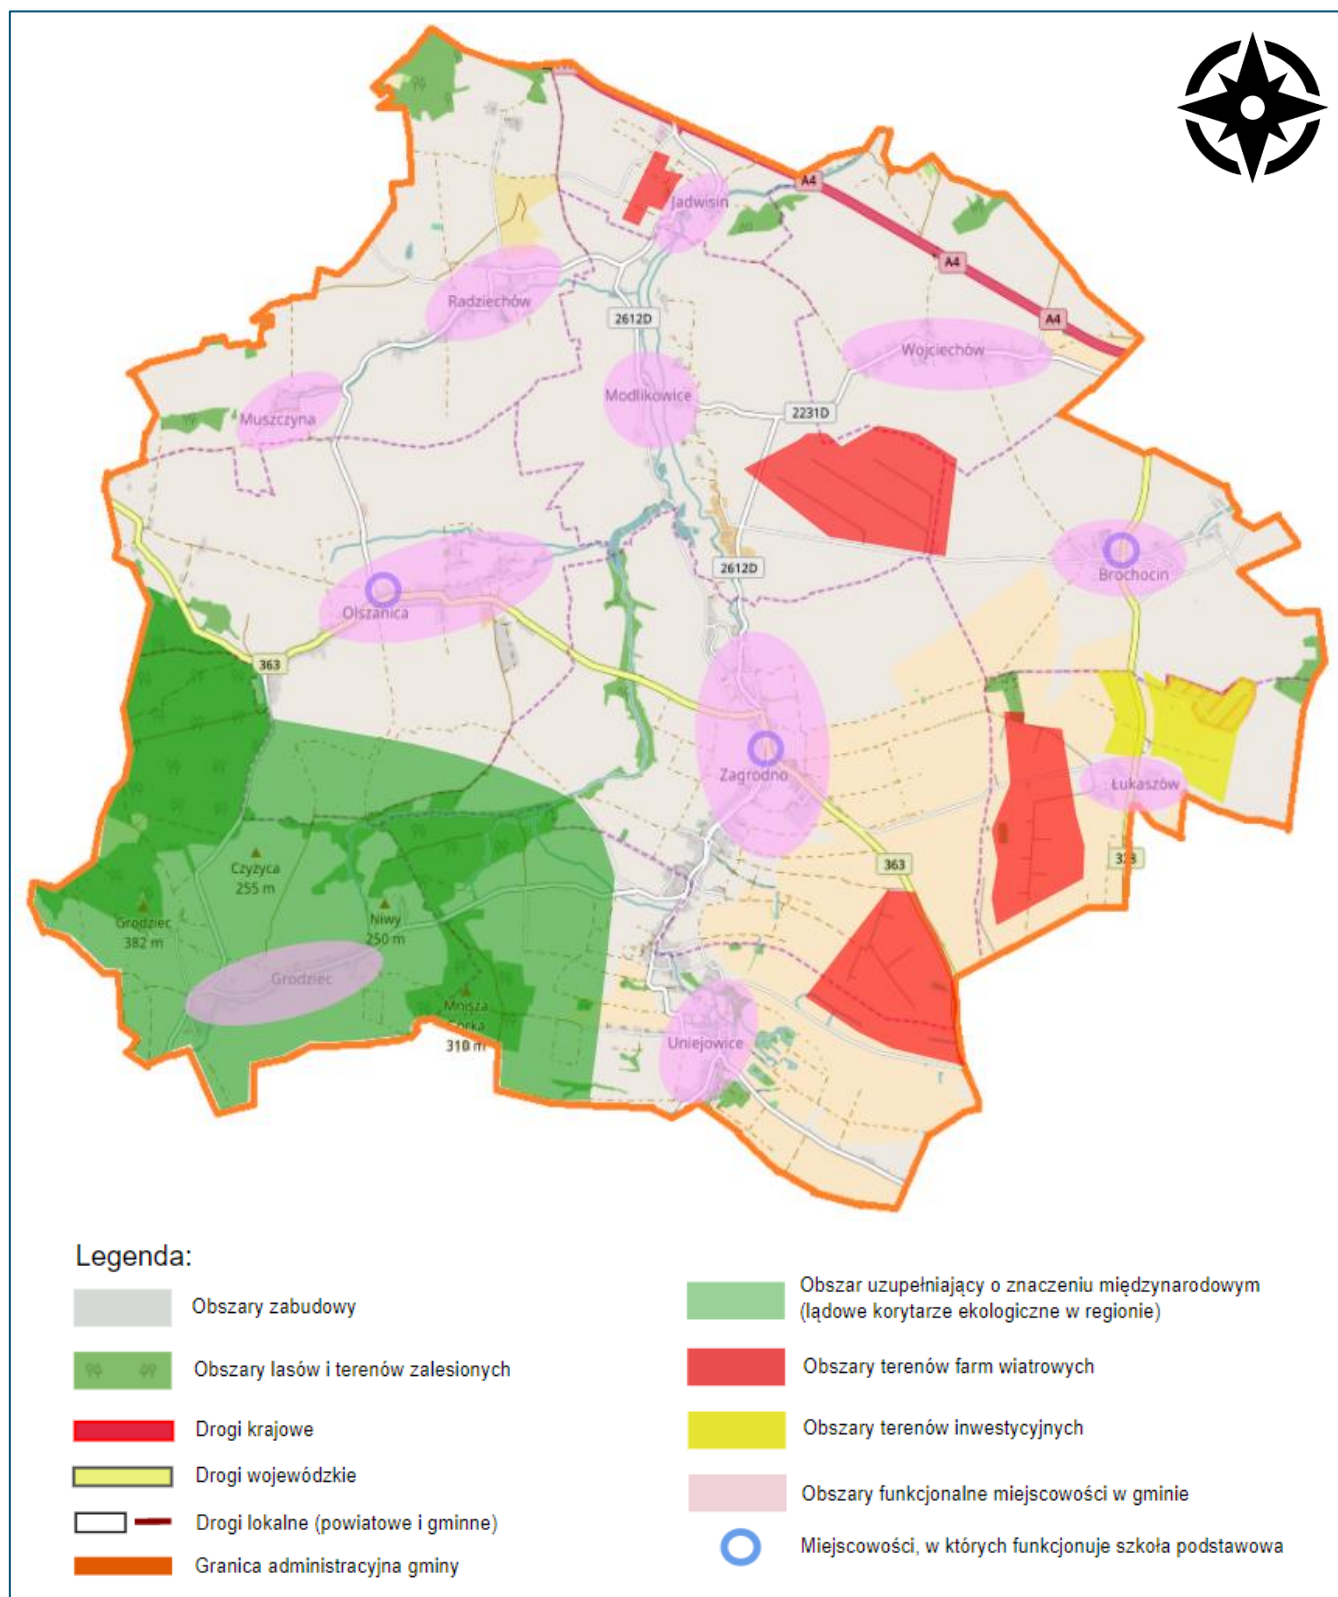 A4
Jadwisin
A4
Radziechów
2612D
A4
Wojciechów
Modlikowice
Muszczyna
2231D
2612D
Brochocin
Olszanica
363
Zagrodno
Łukaszów
Czyżyca
255 m
363
328
Grodziec
382 m
Niwy
250 m
Grodziec
Mnisza
Górka
310 m
Uniejowice
Legenda:
Obszary zabudowy
Obszary lasów i terenów zalesionych
Drogi krajowe
Drogi wojewódzkie
Drogi lokalne (powiatowe i gminne)
Granica administracyjna gminy
Obszar uzupełniający o znaczeniu międzynarodowym
(lądowe korytarze ekologiczne w regionie)
Obszary terenów farm wiatrowych
Obszary terenów inwestycyjnych
Obszary funkcjonalne miejscowości w gminie
Miejscowości, w których funkcjonuje szkoła podstawowa